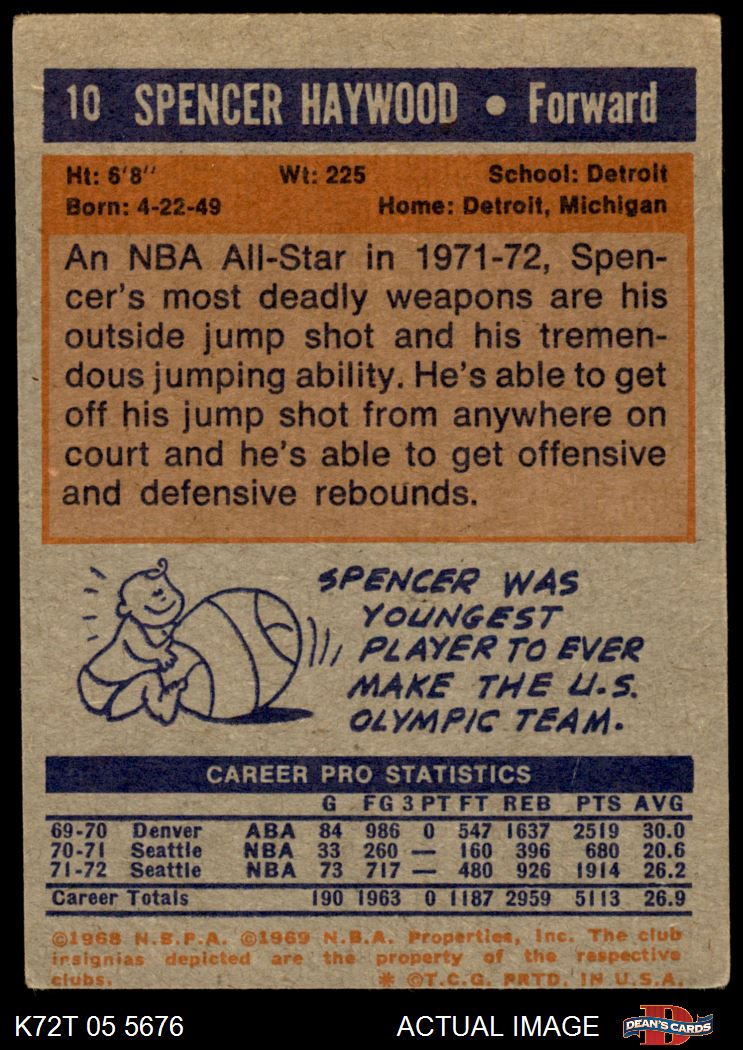 10 SPENCER HAYWOOD • Forward
Ht: 6'8" Wt: 225 School: Detroit
Born: 4-22-49 Home: Detroit, Michigan
An NBA All-Star in 1971-72, Spen-
cer's most deadly weapons are his
outside jump shot and his tremen-
dous jumping ability. He's able to get
off his jump shot from anywhere on
court and he's able to get offensive
and defensive rebounds.
SPENCER WAS
YOUNGEST
PLAYER TO EVER
MAKE THE U.S.
OLYMPIC TEAM.
CAREER PRO STATISTICS
G FG 3 PT FT REB PTS AVG
69-70 Denver ABA 84 986 0 547 1637 2519 30.0
70-71 Seattle NBA 33 260 — 160 396 680 20.6
71-72 Seattle NBA 73 717 — 480 926 1914 26.2
Career Totals 190 1963 0 1187 2959 5113 26.9
©1968 N.B.P.A. ©1969 N.B.A. Properties, Inc. The club
insignias depicted are the property of the respective
clubs. * ©T.C.G. PRTD. IN U.S.A.
K72T 05 5676 ACTUAL IMAGE D DEAN'S CARDS